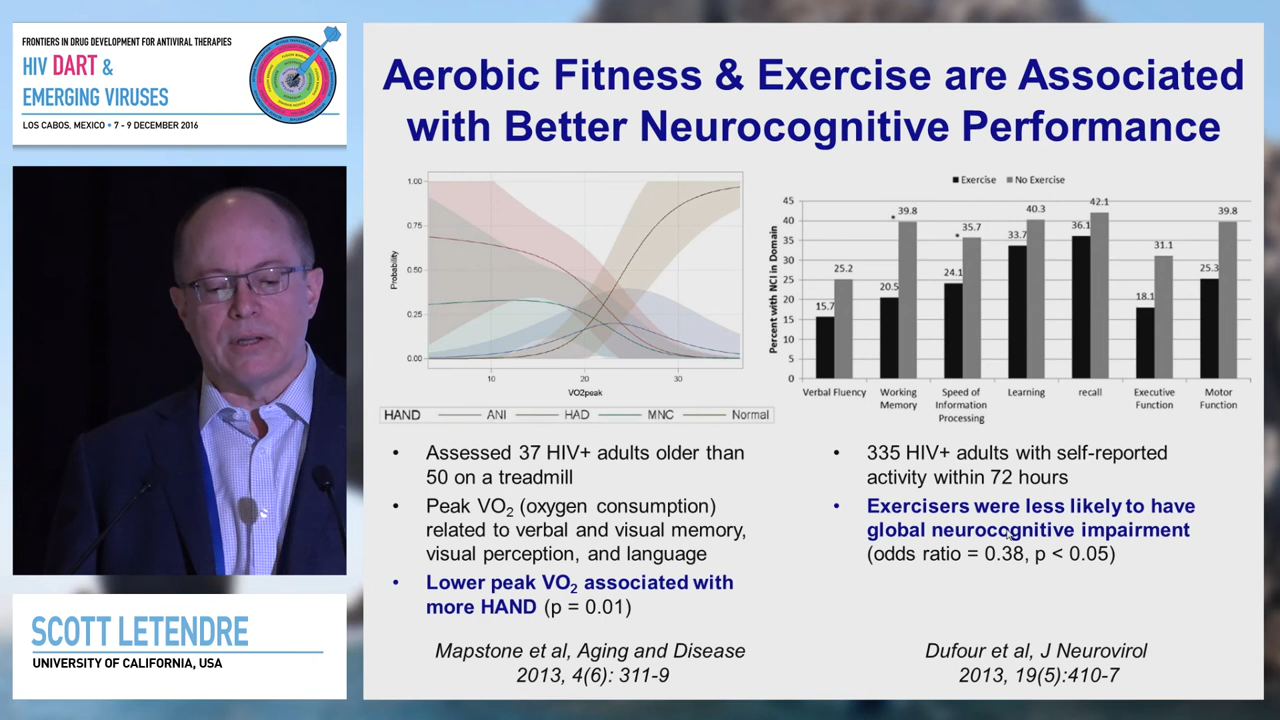 FRONTIERS IN DRUG DEVELOPMENT FOR ANTIVIRAL THERAPIES
HIV DART &
EMERGING VIRUSES
LOS CABOS, MEXICO • 7 - 9 DECEMBER 2016
SCOTT LETENDRE
UNIVERSITY OF CALIFORNIA, USA
Aerobic Fitness & Exercise are Associated
with Better Neurocognitive Performance
1.00
0.75
0.50
0.25
0.00
Probability
10 20 30
VO2peak
HAND ANI HAD MNC Normal
Exercise No Exercise
Percent with NCI in Domain
45
40
35
30
25
20
15
10
5
0
15.7 25.2
20.5 * 39.8
24.1 * 35.7
33.7 40.3
36.1 42.1
18.1 31.1
25.3 39.8
Verbal Fluency
Working
Memory
Speed of
Information
Processing
Learning
recall
Executive
Function
Motor
Function
• Assessed 37 HIV+ adults older than
50 on a treadmill
• Peak VO2 (oxygen consumption)
related to verbal and visual memory,
visual perception, and language
• Lower peak VO2 associated with
more HAND (p = 0.01)
Mapstone et al, Aging and Disease
2013, 4(6): 311-9
• 335 HIV+ adults with self-reported
activity within 72 hours
• Exercisers were less likely to have
global neurocognitive impairment
(odds ratio = 0.38, p < 0.05)
Dufour et al, J Neurovirol
2013, 19(5):410-7